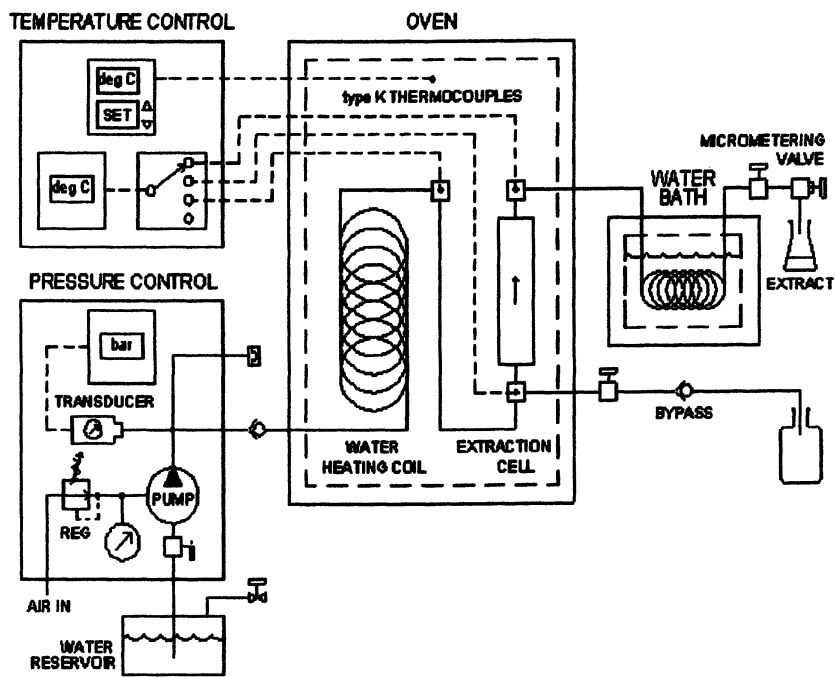 TEMPERATURE CONTROL
OVEN
deg C
SET
type K THERMOCOUPLES
deg C
MICROMETERING
VALVE
WATER
BATH
EXTRACT
PRESSURE CONTROL
bar
TRANSDUCER
BYPASS
WATER
HEATING COIL
EXTRACTION
CELL
PUMP
REG
AIR IN
WATER
RESERVOIR